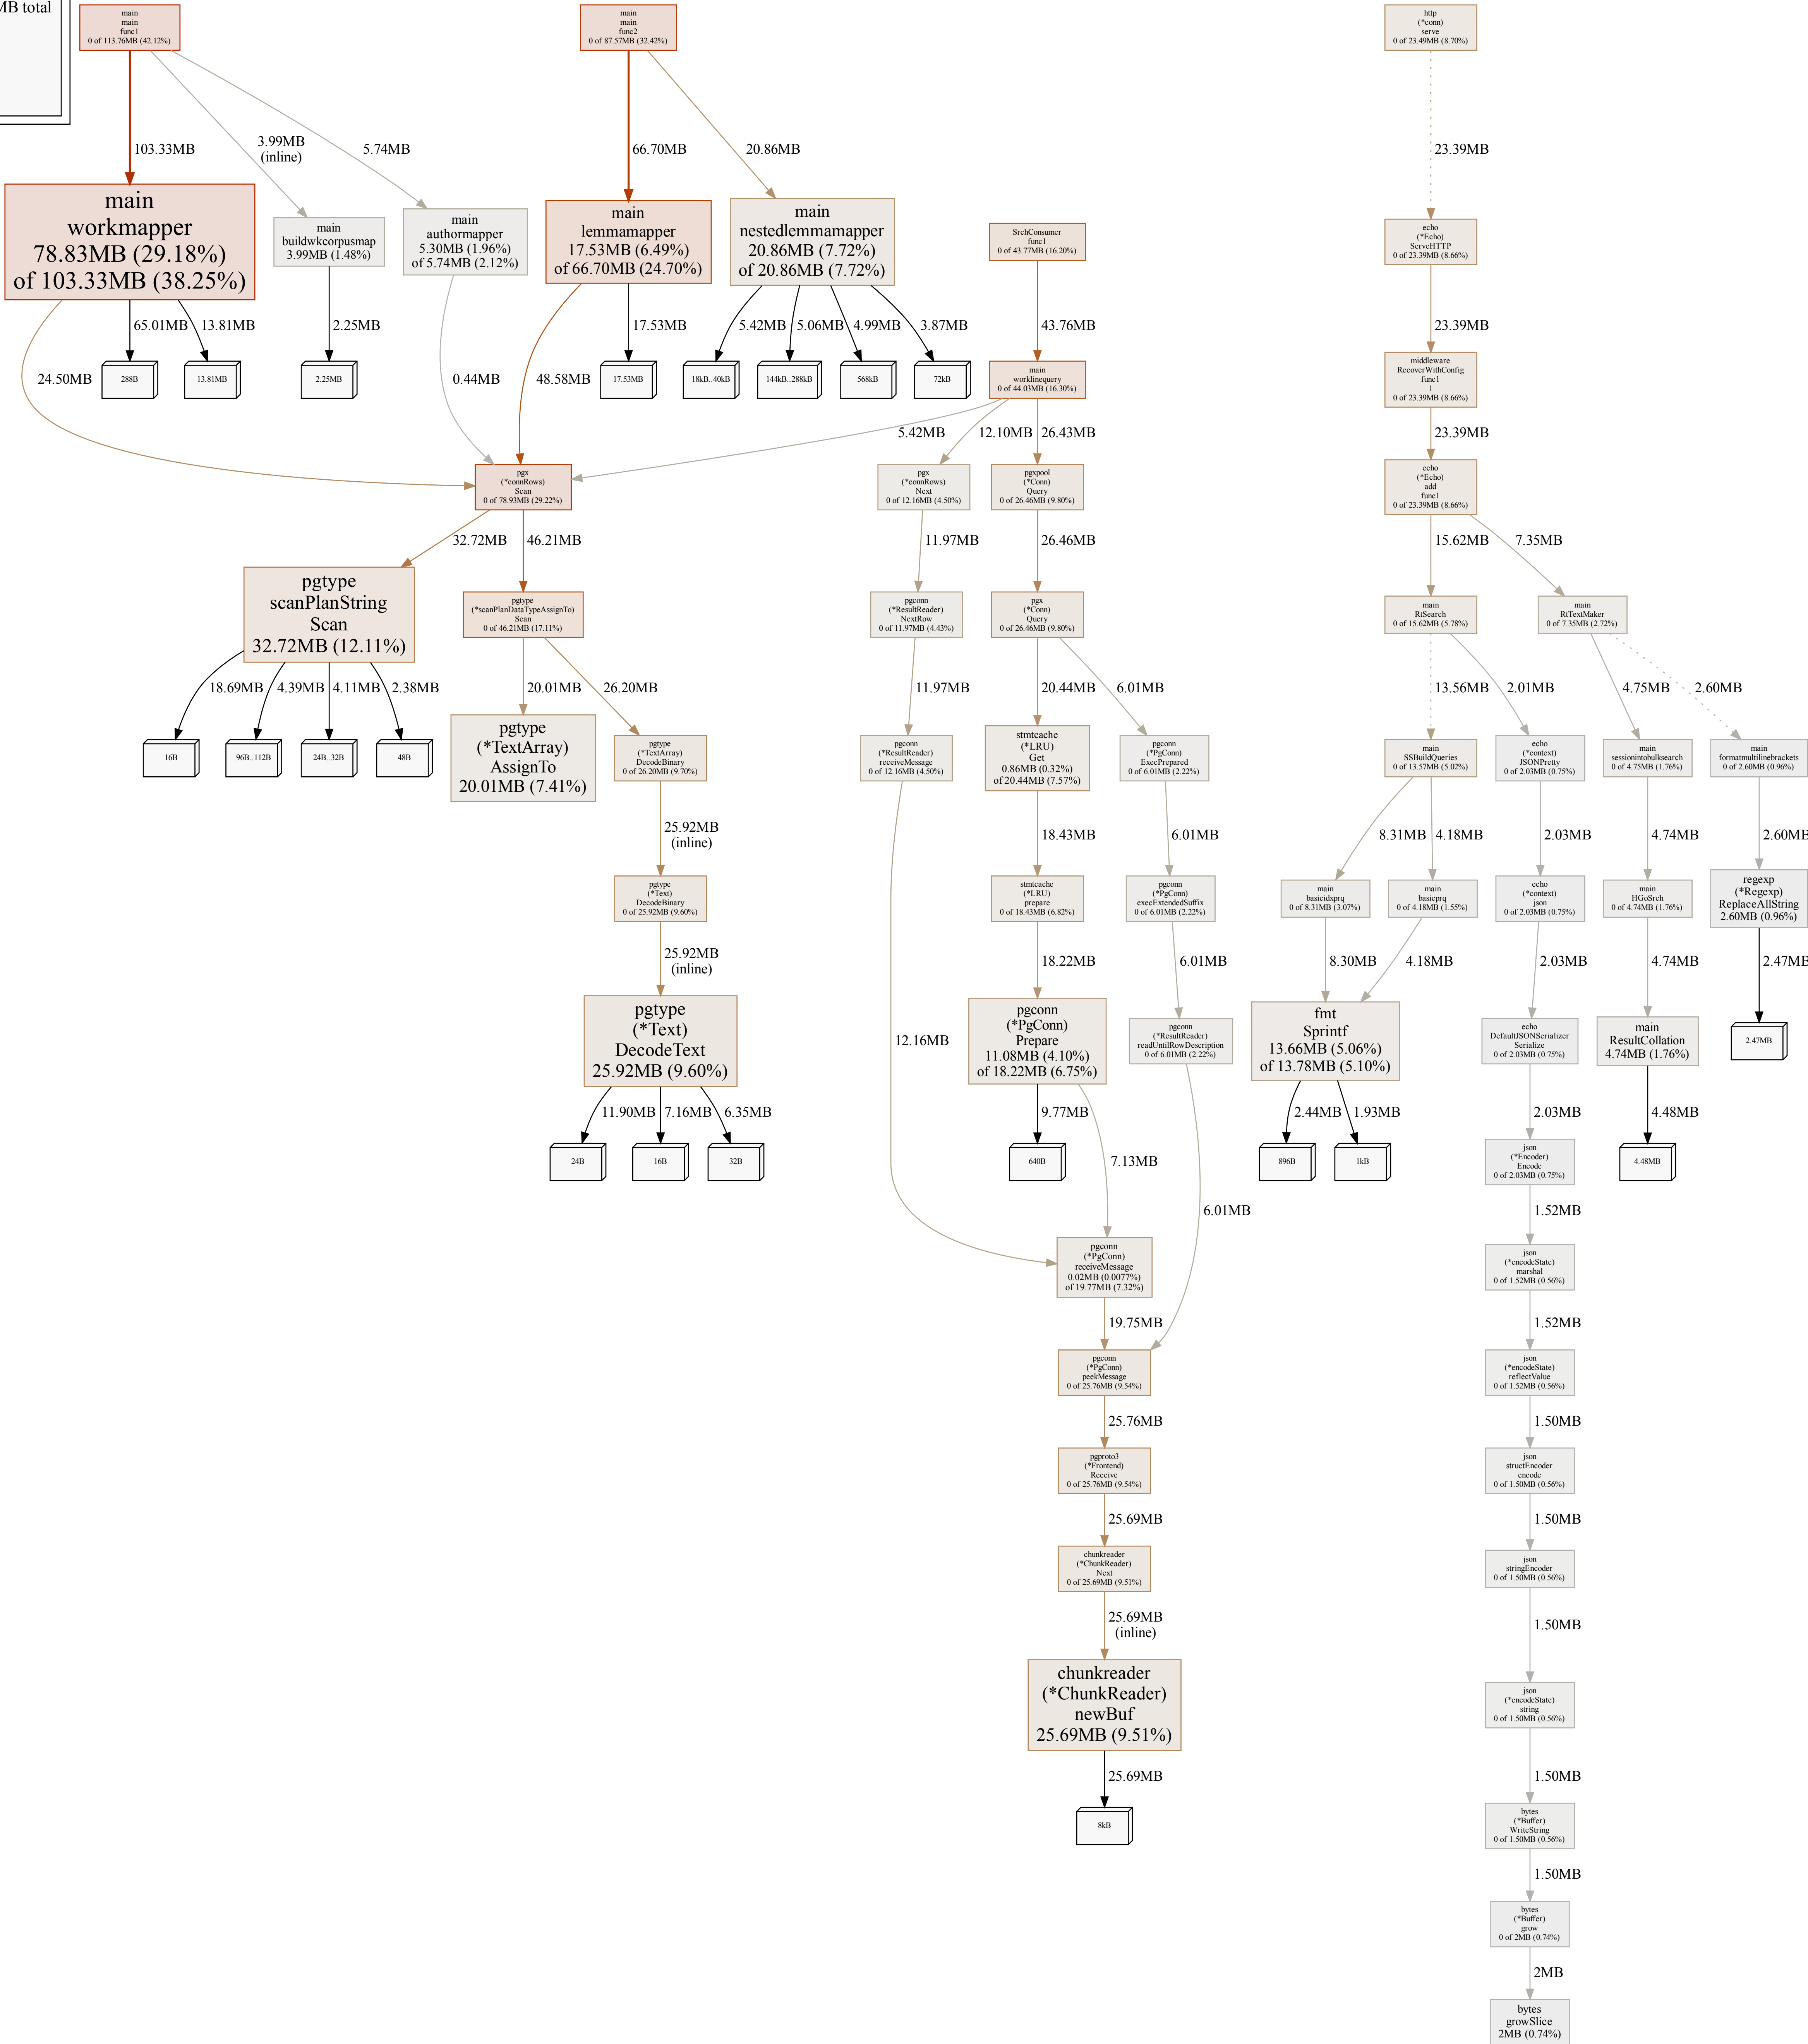 MB total
main
main
func1
0 of 113.76MB (42.12%)
main
main
func2
0 of 87.57MB (32.42%)
http
(*conn)
serve
0 of 23.49MB (8.70%)
103.33MB
3.99MB
(inline)
5.74MB
66.70MB
20.86MB
23.39MB
main
workmapper
78.83MB (29.18%)
of 103.33MB (38.25%)
main
buildwkcorpusmap
3.99MB (1.48%)
main
authormapper
5.30MB (1.96%)
of 5.74MB (2.12%)
main
lemmamapper
17.53MB (6.49%)
of 66.70MB (24.70%)
main
nestedlemmamapper
20.86MB (7.72%)
of 20.86MB (7.72%)
SrchConsumer
func1
0 of 43.77MB (16.20%)
echo
(*Echo)
ServeHTTP
0 of 23.39MB (8.66%)
65.01MB
13.81MB
2.25MB
17.53MB
5.42MB
5.06MB
4.99MB
3.87MB
43.76MB
23.39MB
24.50MB
288B
13.81MB
2.25MB
0.44MB
48.58MB
17.53MB
18kB..40kB
144kB..288kB
568kB
72kB
main
worklinequery
0 of 44.03MB (16.30%)
middleware
RecoverWithConfig
func1
1
0 of 23.39MB (8.66%)
5.42MB
12.10MB
26.43MB
23.39MB
pgx
(*connRows)
Scan
0 of 78.93MB (29.22%)
pgx
(*connRows)
Next
0 of 12.16MB (4.50%)
pgxpool
(*Conn)
Query
0 of 26.46MB (9.80%)
echo
(*Echo)
add
func1
0 of 23.39MB (8.66%)
32.72MB
46.21MB
11.97MB
26.46MB
15.62MB
7.35MB
pgtype
scanPlanString
Scan
32.72MB (12.11%)
pgtype
(*scanPlanDataTypeAssignTo)
Scan
0 of 46.21MB (17.11%)
pgconn
(*ResultReader)
NextRow
0 of 11.97MB (4.43%)
pgx
(*Conn)
Query
0 of 26.46MB (9.80%)
main
RtSearch
0 of 15.62MB (5.78%)
main
RtTextMaker
0 of 7.35MB (2.72%)
18.69MB
4.39MB
4.11MB
2.38MB
20.01MB
26.20MB
11.97MB
20.44MB
6.01MB
13.56MB
2.01MB
4.75MB
2.60MB
16B
96B..112B
24B..32B
48B
pgtype
(*TextArray)
AssignTo
20.01MB (7.41%)
pgtype
(*TextArray)
DecodeBinary
0 of 26.20MB (9.70%)
pgconn
(*ResultReader)
receiveMessage
0 of 12.16MB (4.50%)
stmtcache
(*LRU)
Get
0.86MB (0.32%)
of 20.44MB (7.57%)
pgconn
(*PgConn)
ExecPrepared
0 of 6.01MB (2.22%)
main
SSBuildQueries
0 of 13.57MB (5.02%)
echo
(*context)
JSONPretty
0 of 2.03MB (0.75%)
main
sessionintobulksearch
0 of 4.75MB (1.76%)
main
formatmultilinebrackets
0 of 2.60MB (0.96%)
25.92MB
(inline)
18.43MB
6.01MB
8.31MB
4.18MB
2.03MB
4.74MB
2.60MB
pgtype
(*Text)
DecodeBinary
0 of 25.92MB (9.60%)
stmtcache
(*LRU)
prepare
0 of 18.43MB (6.82%)
pgconn
(*PgConn)
execExtendedSuffix
0 of 6.01MB (2.22%)
main
basicidxprq
0 of 8.31MB (3.07%)
main
basicprq
0 of 4.18MB (1.55%)
echo
(*context)
json
0 of 2.03MB (0.75%)
main
HGoSrch
0 of 4.74MB (1.76%)
regexp
(*Regexp)
ReplaceAllString
2.60MB (0.96%)
25.92MB
(inline)
18.22MB
6.01MB
8.30MB
4.18MB
2.03MB
4.74MB
2.47MB
pgtype
(*Text)
DecodeText
25.92MB (9.60%)
12.16MB
pgconn
(*PgConn)
Prepare
11.08MB (4.10%)
of 18.22MB (6.75%)
pgconn
(*ResultReader)
readUntilRowDescription
0 of 6.01MB (2.22%)
fmt
Sprintf
13.66MB (5.06%)
of 13.78MB (5.10%)
echo
DefaultJSONSerializer
Serialize
0 of 2.03MB (0.75%)
main
ResultCollation
4.74MB (1.76%)
2.47MB
11.90MB
7.16MB
6.35MB
9.77MB
2.44MB
1.93MB
2.03MB
4.48MB
24B
16B
32B
640B
7.13MB
896B
1kB
json
(*Encoder)
Encode
0 of 2.03MB (0.75%)
4.48MB
6.01MB
1.52MB
pgconn
(*PgConn)
receiveMessage
0.02MB (0.0077%)
of 19.77MB (7.32%)
json
(*encodeState)
marshal
0 of 1.52MB (0.56%)
19.75MB
1.52MB
pgconn
(*PgConn)
peekMessage
0 of 25.76MB (9.54%)
json
(*encodeState)
reflectValue
0 of 1.52MB (0.56%)
25.76MB
1.50MB
pgproto3
(*Frontend)
Receive
0 of 25.76MB (9.54%)
json
structEncoder
encode
0 of 1.50MB (0.56%)
25.69MB
1.50MB
chunkreader
(*ChunkReader)
Next
0 of 25.69MB (9.51%)
json
stringEncoder
0 of 1.50MB (0.56%)
25.69MB
(inline)
1.50MB
chunkreader
(*ChunkReader)
newBuf
25.69MB (9.51%)
json
(*encodeState)
string
0 of 1.50MB (0.56%)
25.69MB
1.50MB
8kB
bytes
(*Buffer)
WriteString
0 of 1.50MB (0.56%)
1.50MB
bytes
(*Buffer)
grow
0 of 2MB (0.74%)
2MB
bytes
growSlice
2MB (0.74%)